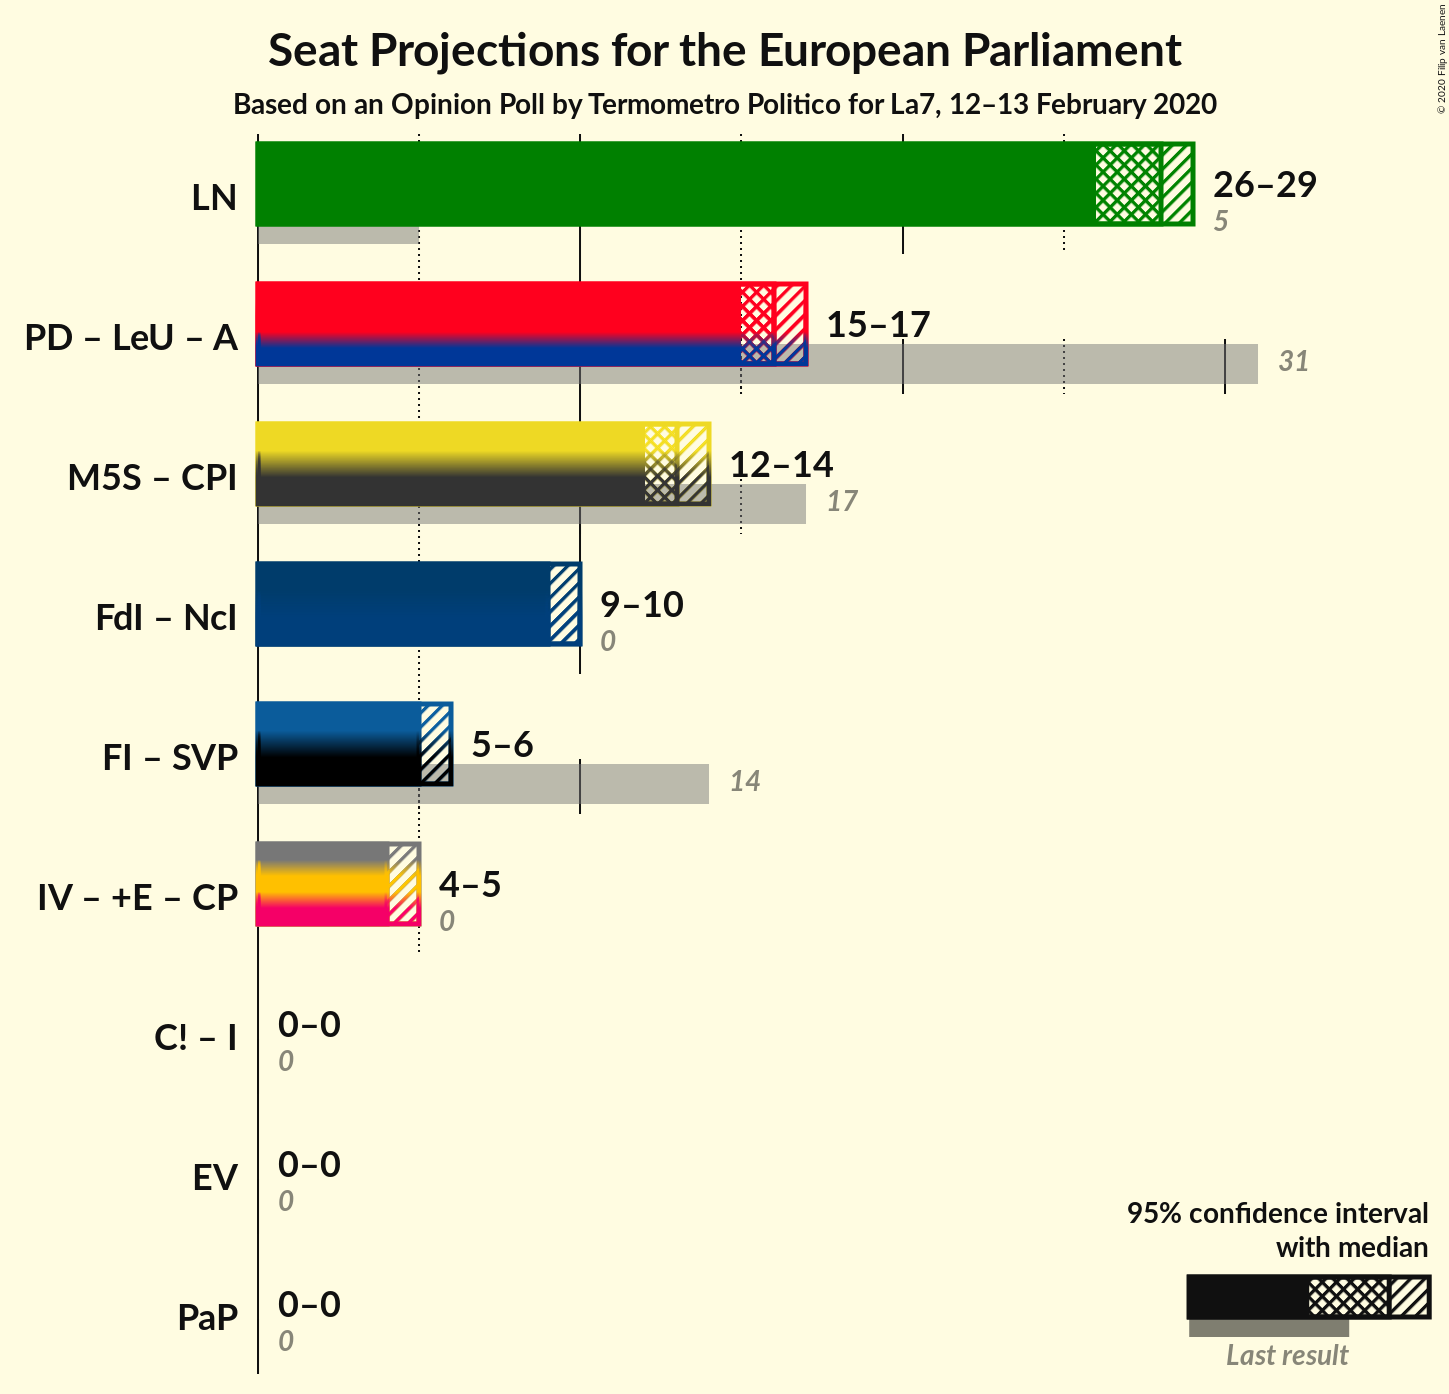 Seat Projections for the European Parliament
Based on an Opinion Poll by Termometro Politico for La7, 12–13 February 2020
© 2020 Filip van Laenen
LN
26–29
5
PD – LeU – A
15–17
31
M5S – CPI
12–14
17
FdI – NcI
9–10
0
FI – SVP
5–6
14
IV – +E – CP
4–5
0
C! – I
0–0
0
EV
0–0
0
PaP
0–0
0
95% confidence interval
with median
Last result